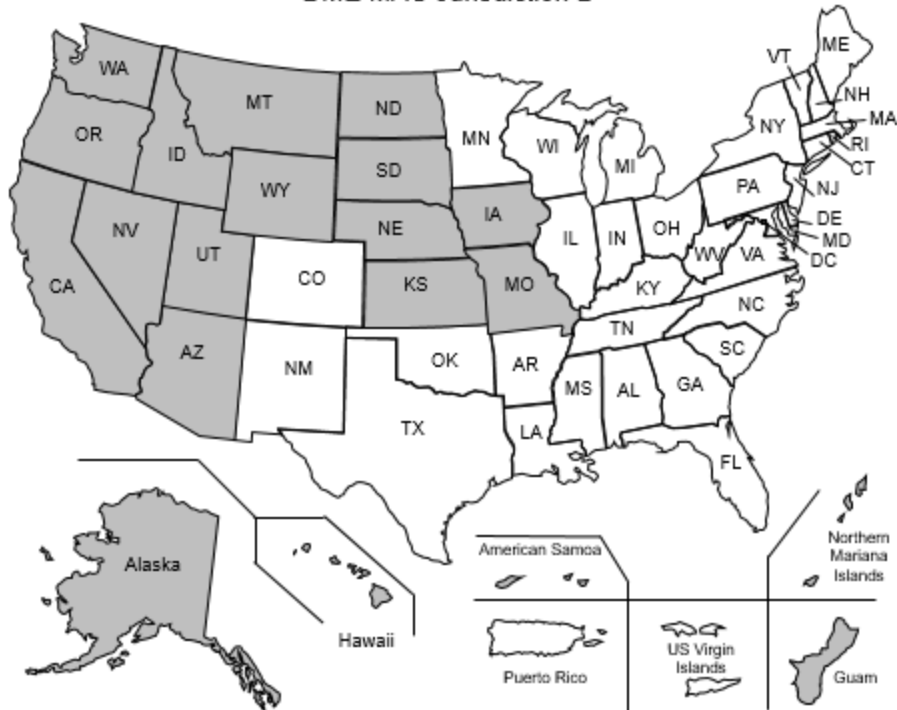 DME MAC Jurisdiction D
WA
MT
ND
MN
VT
ME
OR
ID
SD
WI
MI
NY
NH
MA
RI
CT
WY
IA
PA
NJ
NV
UT
NE
IL
IN
OH
DE
MD
DC
CA
CO
KS
MO
WV
VA
KY
NC
AZ
NM
OK
AR
TN
SC
MS
AL
GA
TX
LA
FL
Alaska
Hawaii
American Samoa
Northern
Mariana
Islands
Puerto Rico
US Virgin
Islands
Guam